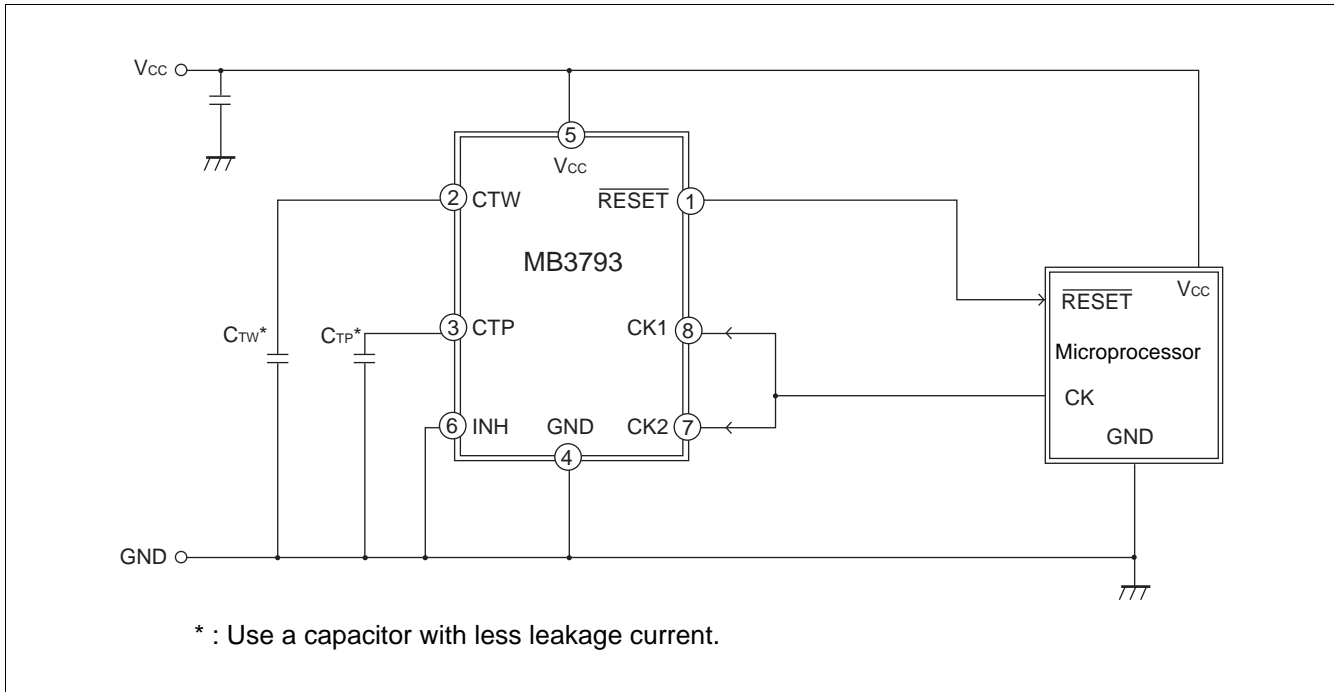 Vcc
5
Vcc
2 CTW
RESET 1
MB3793
Vcc
RESET
CTW*
CTP*
3 CTP
CK1 8
Microprocessor
CK
6 INH
GND
CK2 7
GND
4
GND
* : Use a capacitor with less leakage current.